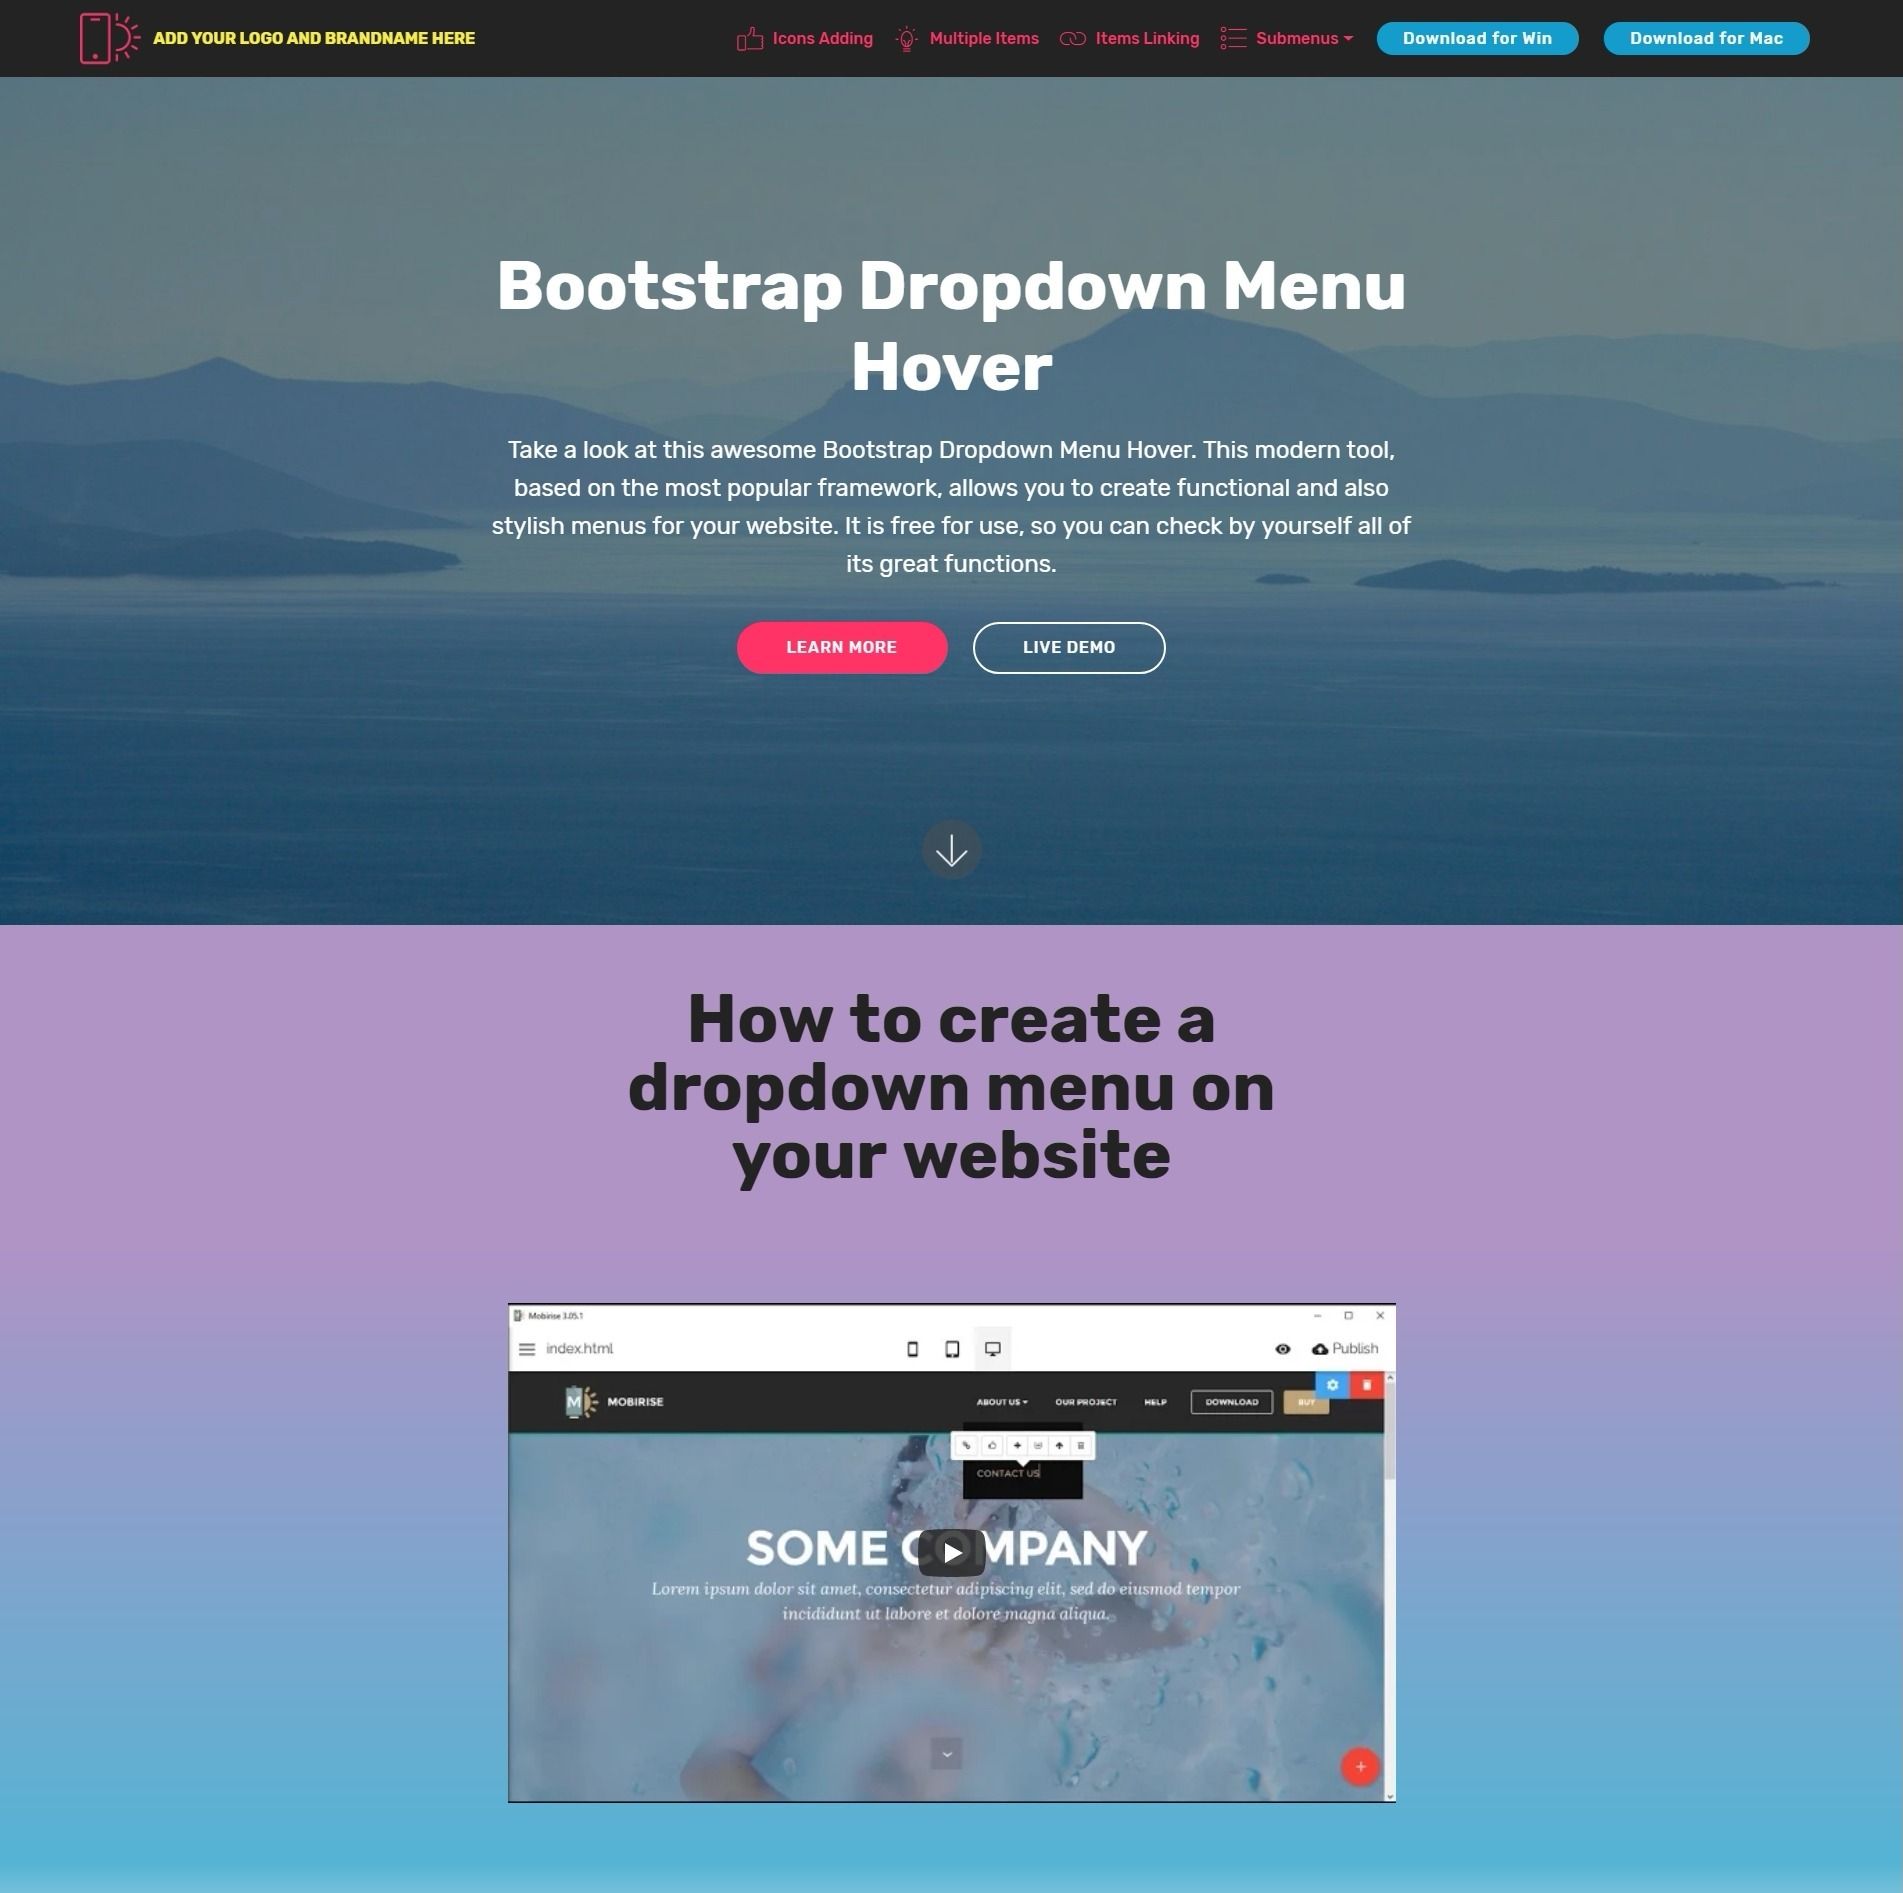 ADD YOUR LOGO AND BRANDNAME HERE
Icons Adding
Multiple Items
Items Linking
Submenus
Download for Win
Download for Mac
Bootstrap Dropdown Menu
Hover
Take a look at this awesome Bootstrap Dropdown Menu Hover. This modern tool,
based on the most popular framework, allows you to create functional and also
stylish menus for your website. It is free for use, so you can check by yourself all of
its great functions.
LEARN MORE
LIVE DEMO
How to create a
dropdown menu on
your website
Mobirise 3.05.1
index.html
Publish
M
MOBIRISE
ABOUT US
OUR PROJECT
HELP
DOWNLOAD
BUY
CONTACT US
SOME COMPANY
Lorem ipsum dolor sit amet, consectetur adipiscing elit, sed do eiusmod tempor
incididunt ut labore et dolore magna aliqua.